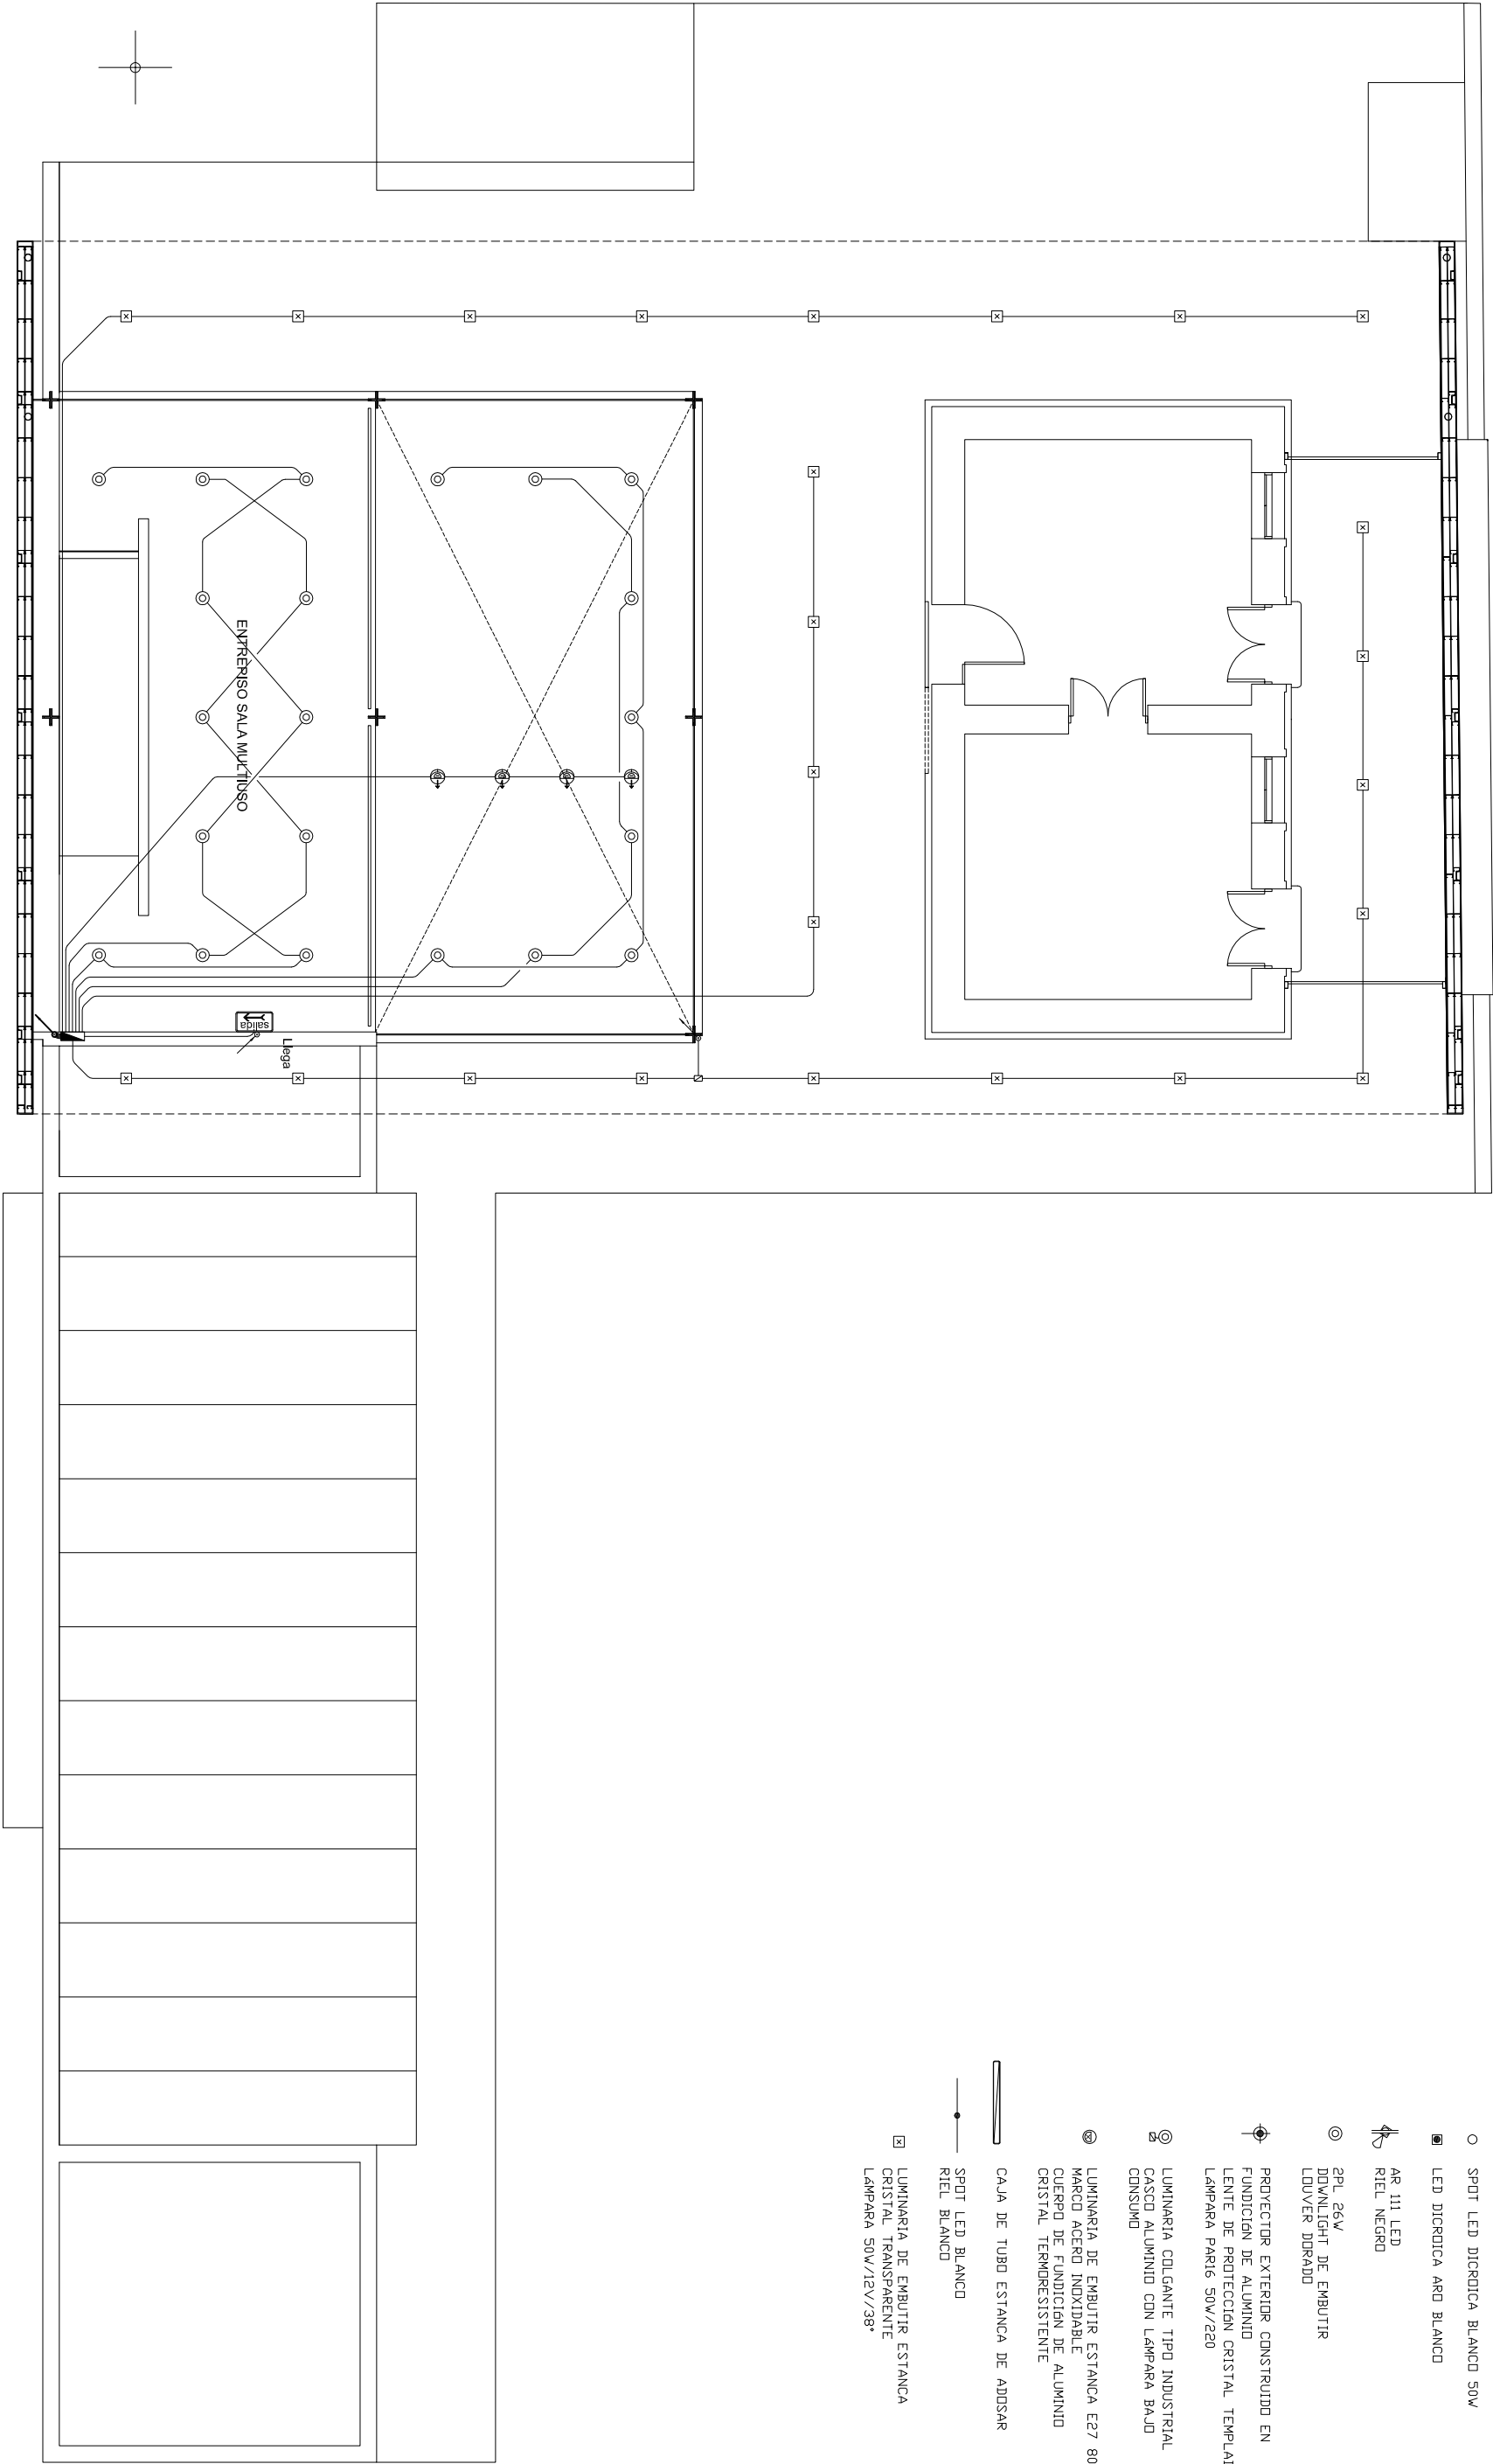 ENTREPISO SALA MULTIUSO
salida
Llega
SPOT LED DICROICA BLANCO 50W
LED DICROICA ARO BLANCO
AR 111 LED
RIEL NEGRO
2PL 26W
DOWNLIGHT DE EMBUTIR
LOUVER DORADO
PROYECTOR EXTERIOR CONSTRUIDO EN
FUNDICIóN DE ALUMINIO
LENTE DE PROTECCIóN CRISTAL TEMPLAD
LáMPARA PAR16 50W/220
LUMINARIA COLGANTE TIPO INDUSTRIAL
CASCO ALUMINIO CON LáMPARA BAJO
CONSUMO
LUMINARIA DE EMBUTIR ESTANCA E27 80
MARCO ACERO INOXIDABLE
CUERPO DE FUNDICIóN DE ALUMINIO
CRISTAL TERMORESISTENTE
CAJA DE TUBO ESTANCA DE ADOSAR
SPOT LED BLANCO
RIEL BLANCO
LUMINARIA DE EMBUTIR ESTANCA
CRISTAL TRANSPARENTE
LáMPARA 50W/12V/38°